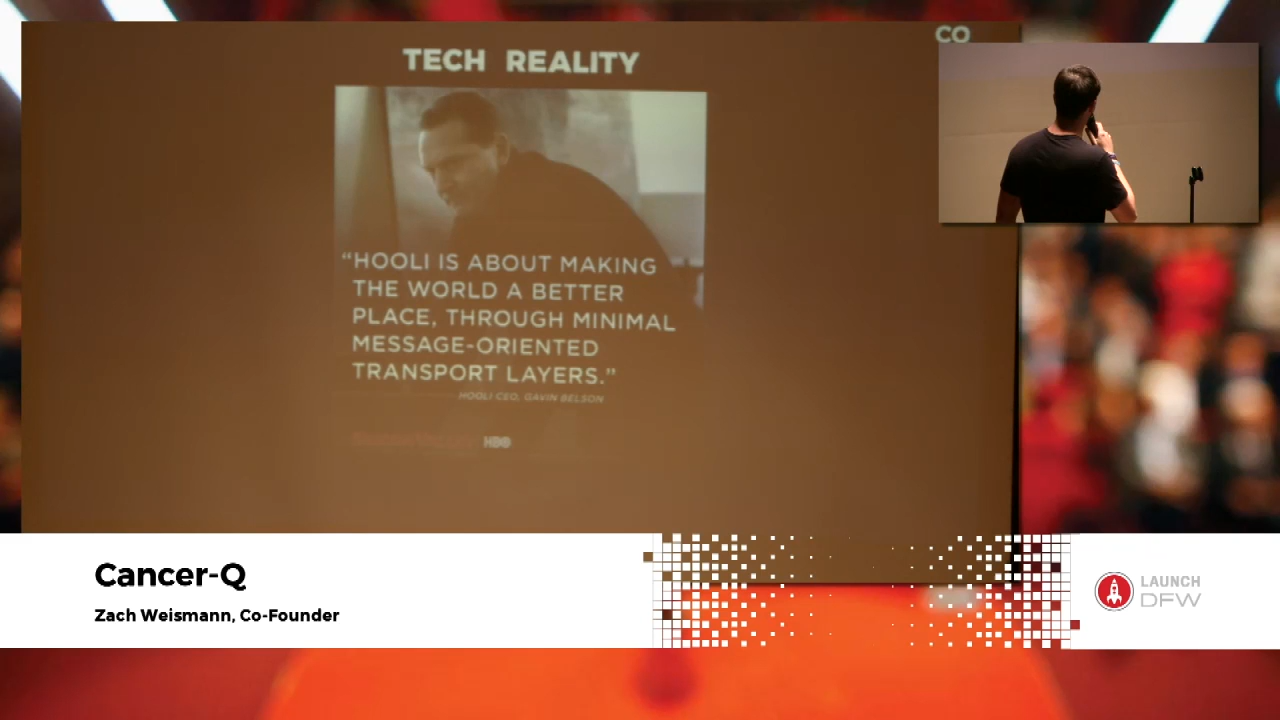 CO
TECH REALITY
“HOOLI IS ABOUT MAKING
THE WORLD A BETTER
PLACE, THROUGH MINIMAL
MESSAGE-ORIENTED
TRANSPORT LAYERS.”
HOOLI CEO, GAVIN BELSON
HBO
Cancer-Q
Zach Weismann, Co-Founder
LAUNCH
DFW